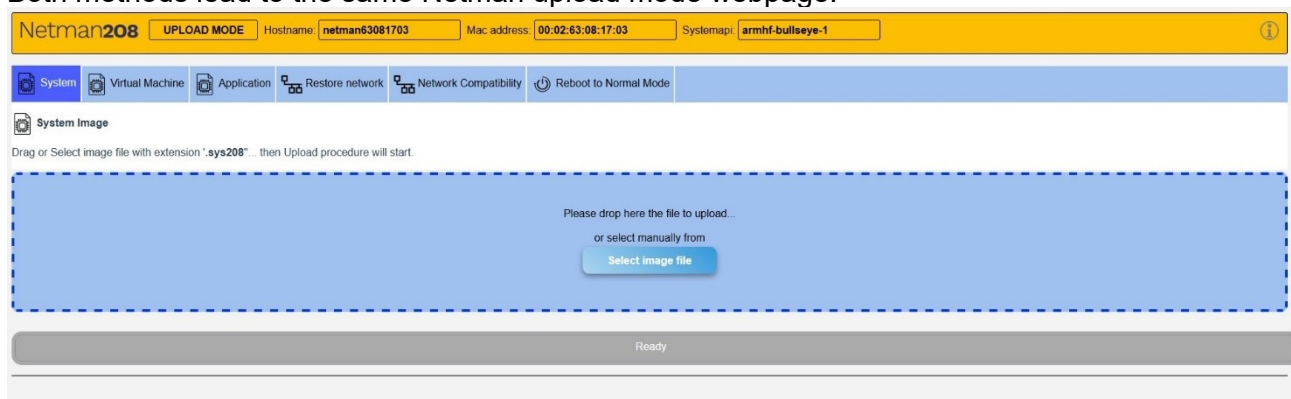 Both methods lead to the same Netman upload mode webpage:
Netman208 UPLOAD MODE Hostname: netman63081703 Mac address: 00:02:63:08:17:03 Systemapi: armhf-bullseye-1
System Virtual Machine Application Restore network Network Compatibility Reboot to Normal Mode
System Image
Drag or Select image file with extension '.sys208"... then Upload procedure will start.
Please drop here the file to upload...
or select manually from
Select image file
Ready